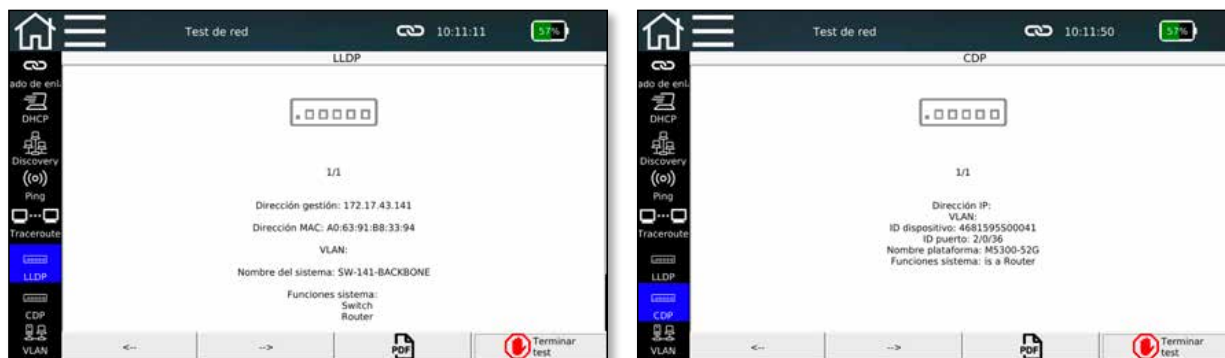 Test de red
10:11:11
57%
LLDP
ado de enl
DHCP
Discovery
Ping
Traceroute
LLDP
CDP
VLAN
1/1
Dirección gestión: 172.17.43.141
Dirección MAC: A0:63:91:B8:33:94
VLAN:
Nombre del sistema: SW-141-BACKBONE
Funciones sistema:
Switch
Router
<--
-->
PDF
Terminar
test
Test de red
10:11:50
57%
CDP
ado de enl
DHCP
Discovery
Ping
Traceroute
LLDP
CDP
VLAN
1/1
Dirección IP:
VLAN:
ID dispositivo: 4681595S00041
ID puerto: 2/0/36
Nombre plataforma: M5300-52G
Funciones sistema: is a Router
<--
-->
PDF
Terminar
test